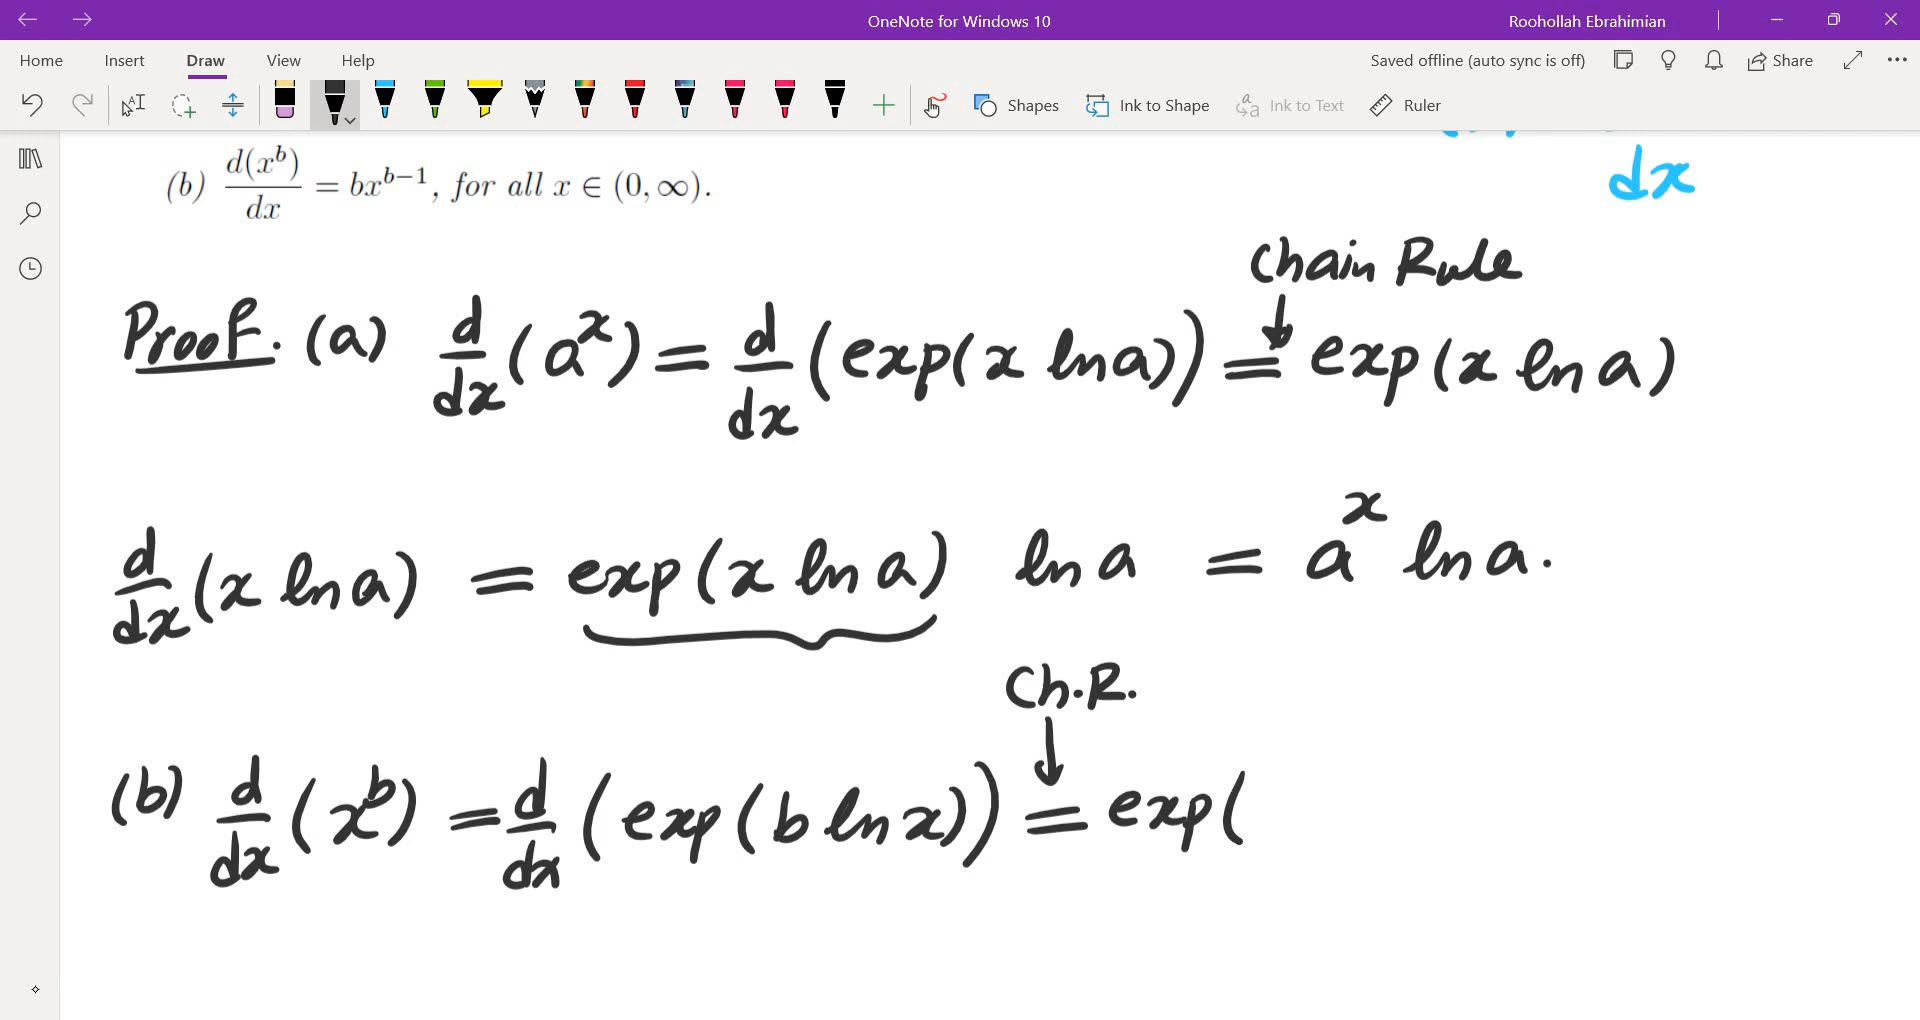 OneNote for Windows 10
Roohollah Ebrahimian
Home Insert Draw View Help
Saved offline (auto sync is off) Share
Shapes Ink to Shape Ink to Text Ruler
dx
(b) d(x^b)/dx = bx^{b−1}, for all x ∈ (0, ∞).
Chain Rule
Proof. (a) d/dx (a^x) = d/dx (exp(x ln a)) = exp(x ln a)
d/dx (x ln a) = exp(x ln a) ln a = a^x ln a.
Ch.R.
(b) d/dx (x^b) = d/dx (exp(b ln x)) = exp(